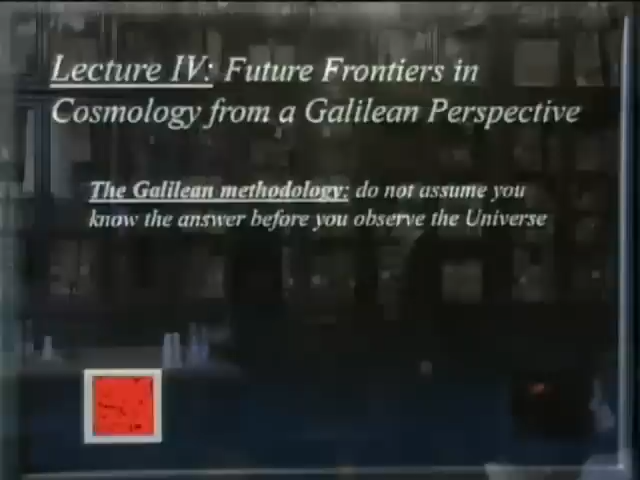 Lecture IV: Future Frontiers in
Cosmology from a Galilean Perspective
The Galilean methodology: do not assume you
know the answer before you observe the Universe